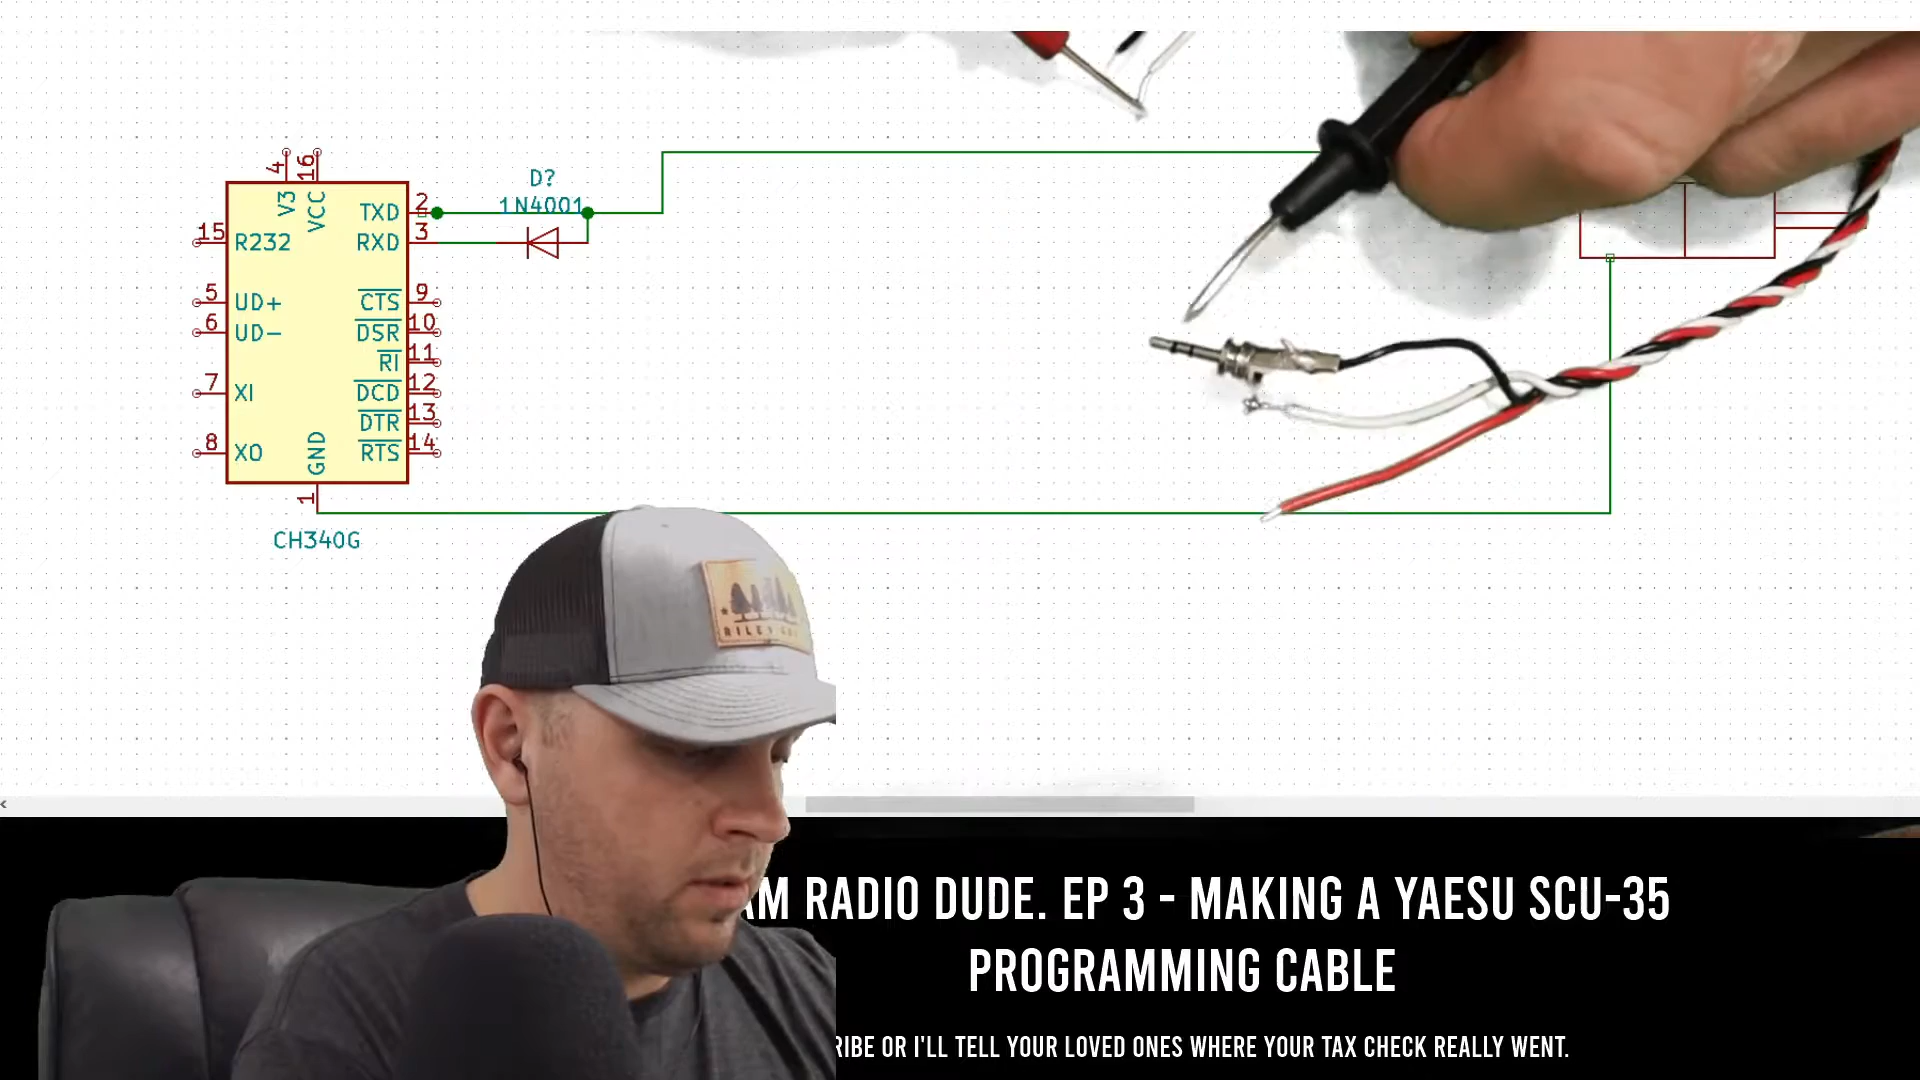 4
16
V3
VCC
TXD
2
RXD
3
15
R232
D?
1N4001
5
UD+
CTS
9
6
UD-
DSR
10
RI
11
7
XI
DCD
12
DTR
13
8
XO
GND
RTS
14
1
CH340G
AM RADIO DUDE. EP 3 - MAKING A YAESU SCU-35
PROGRAMMING CABLE
RIBE OR I'LL TELL YOUR LOVED ONES WHERE YOUR TAX CHECK REALLY WENT.